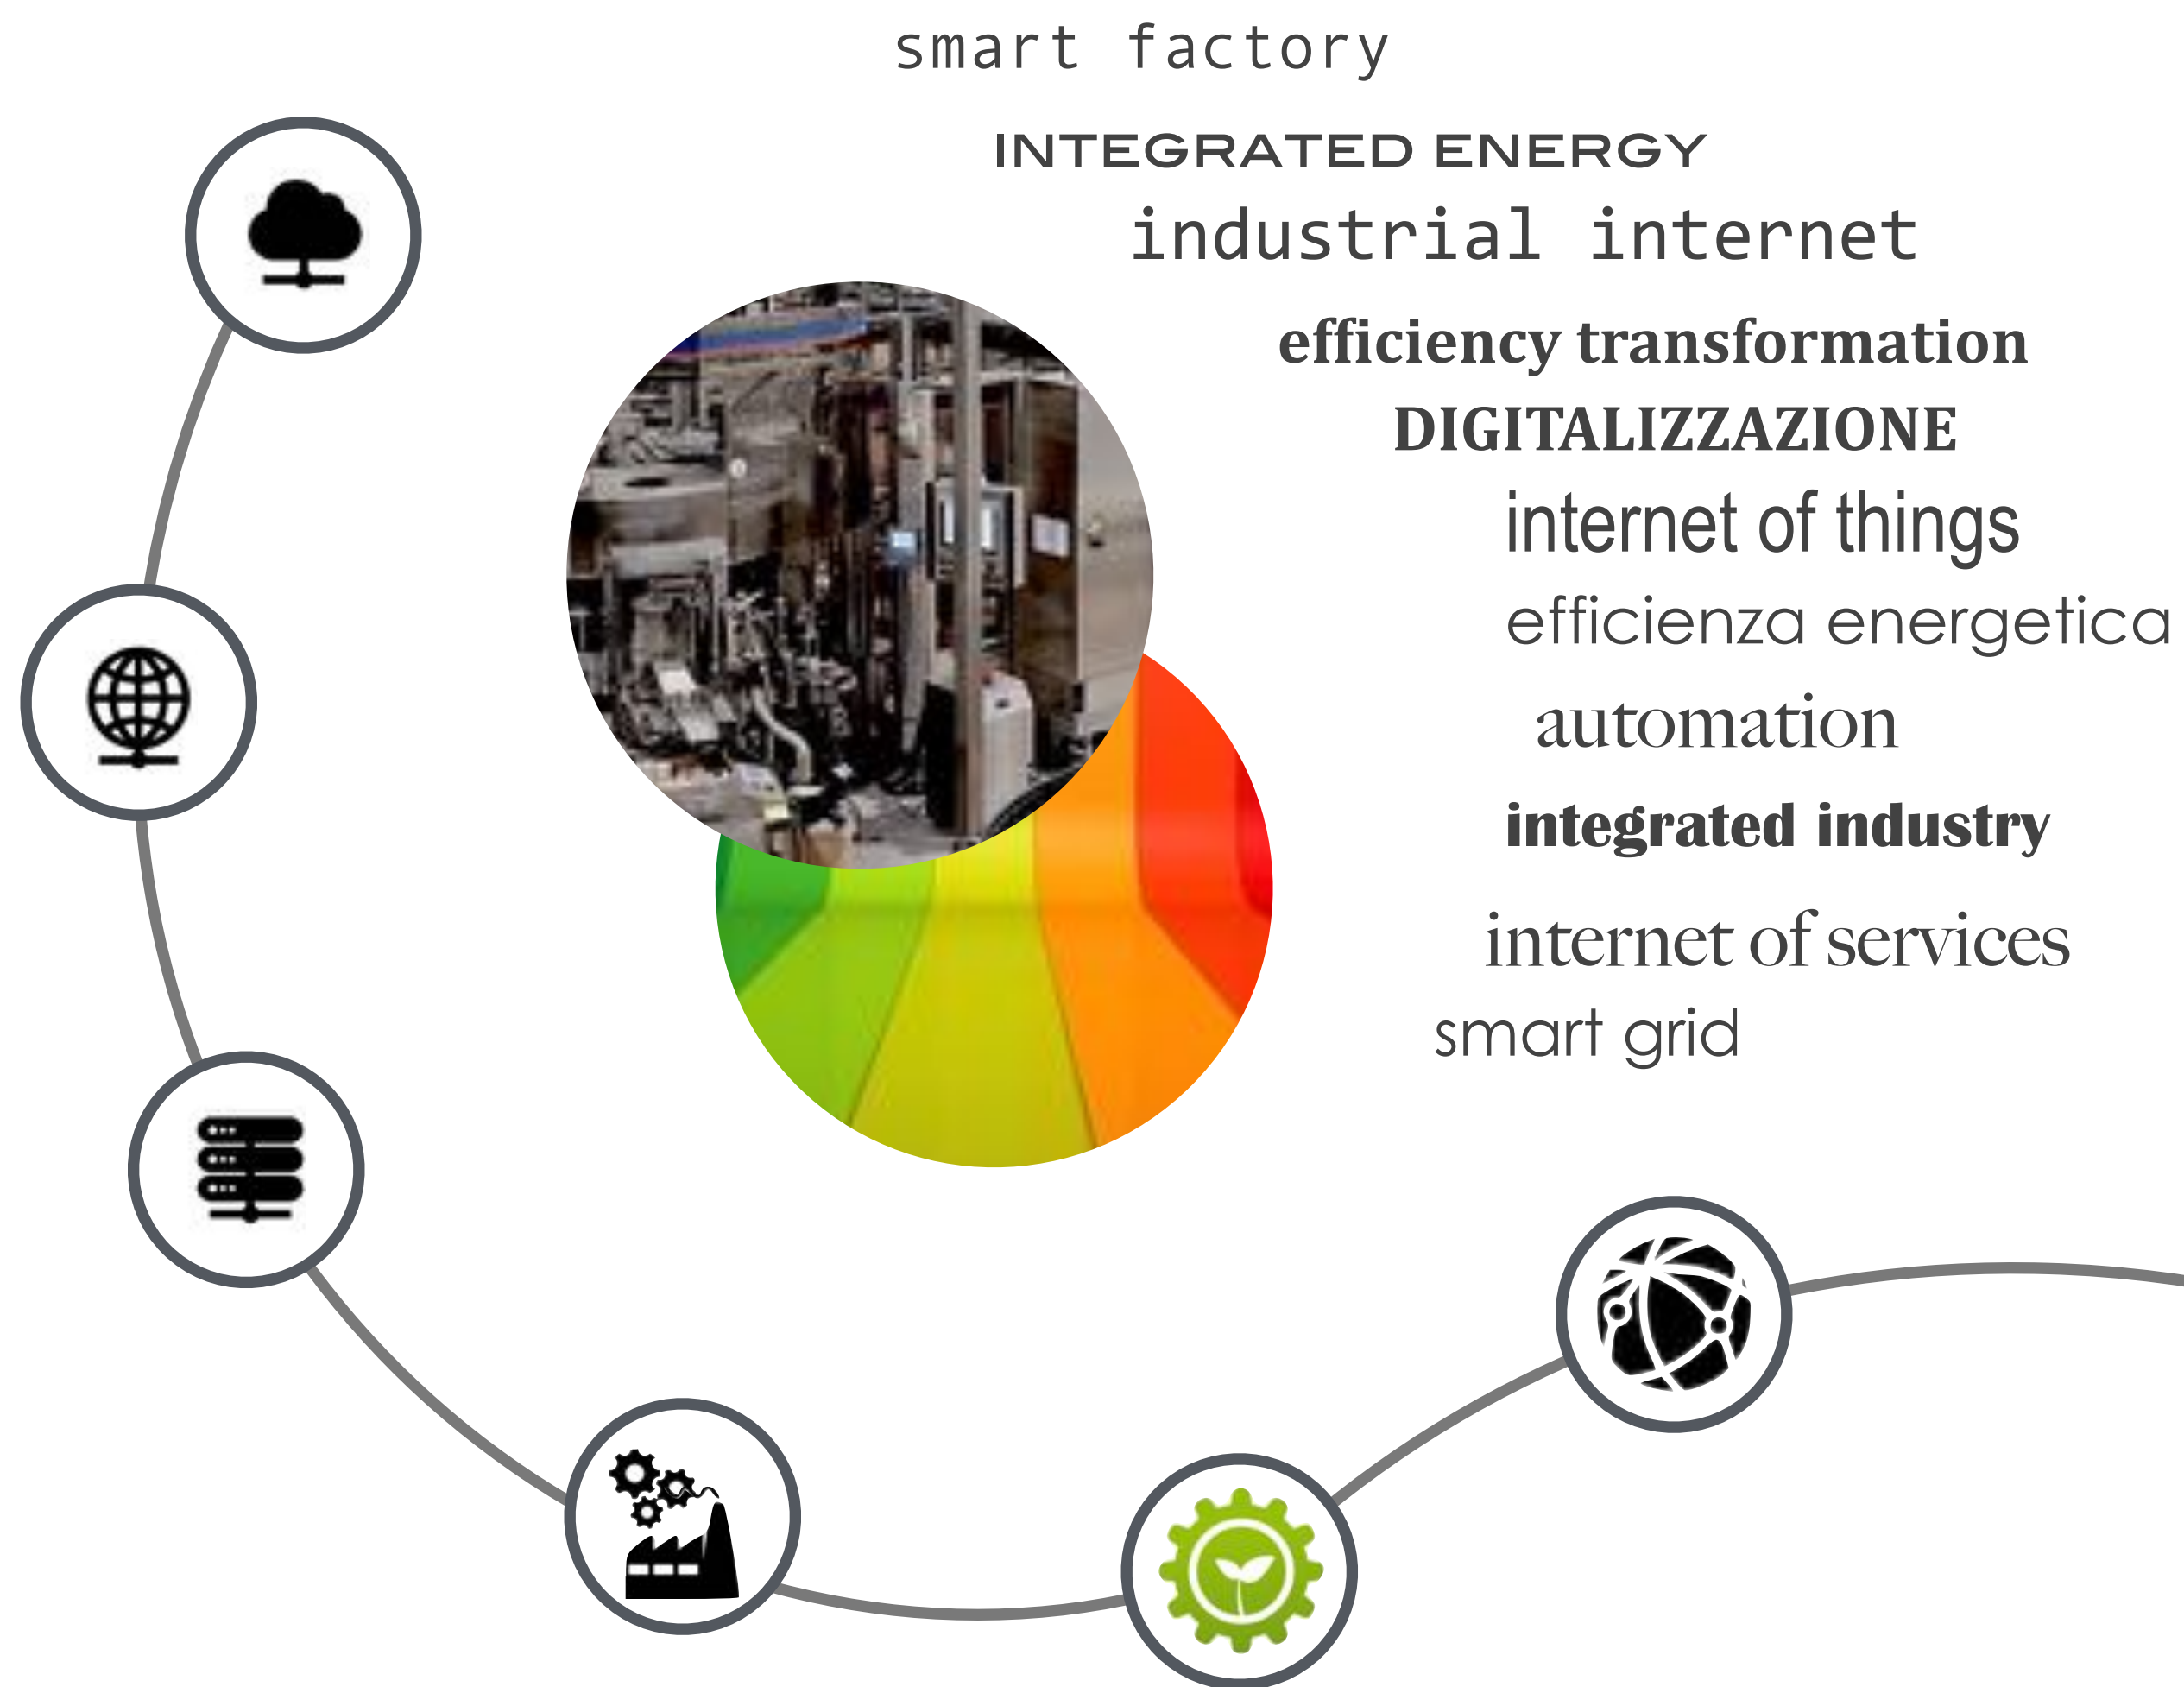 smart factory
INTEGRATED ENERGY
industrial internet
efficiency transformation
DIGITALIZZAZIONE
internet of things
efficienza energetica
automation
integrated industry
internet of services
smart grid